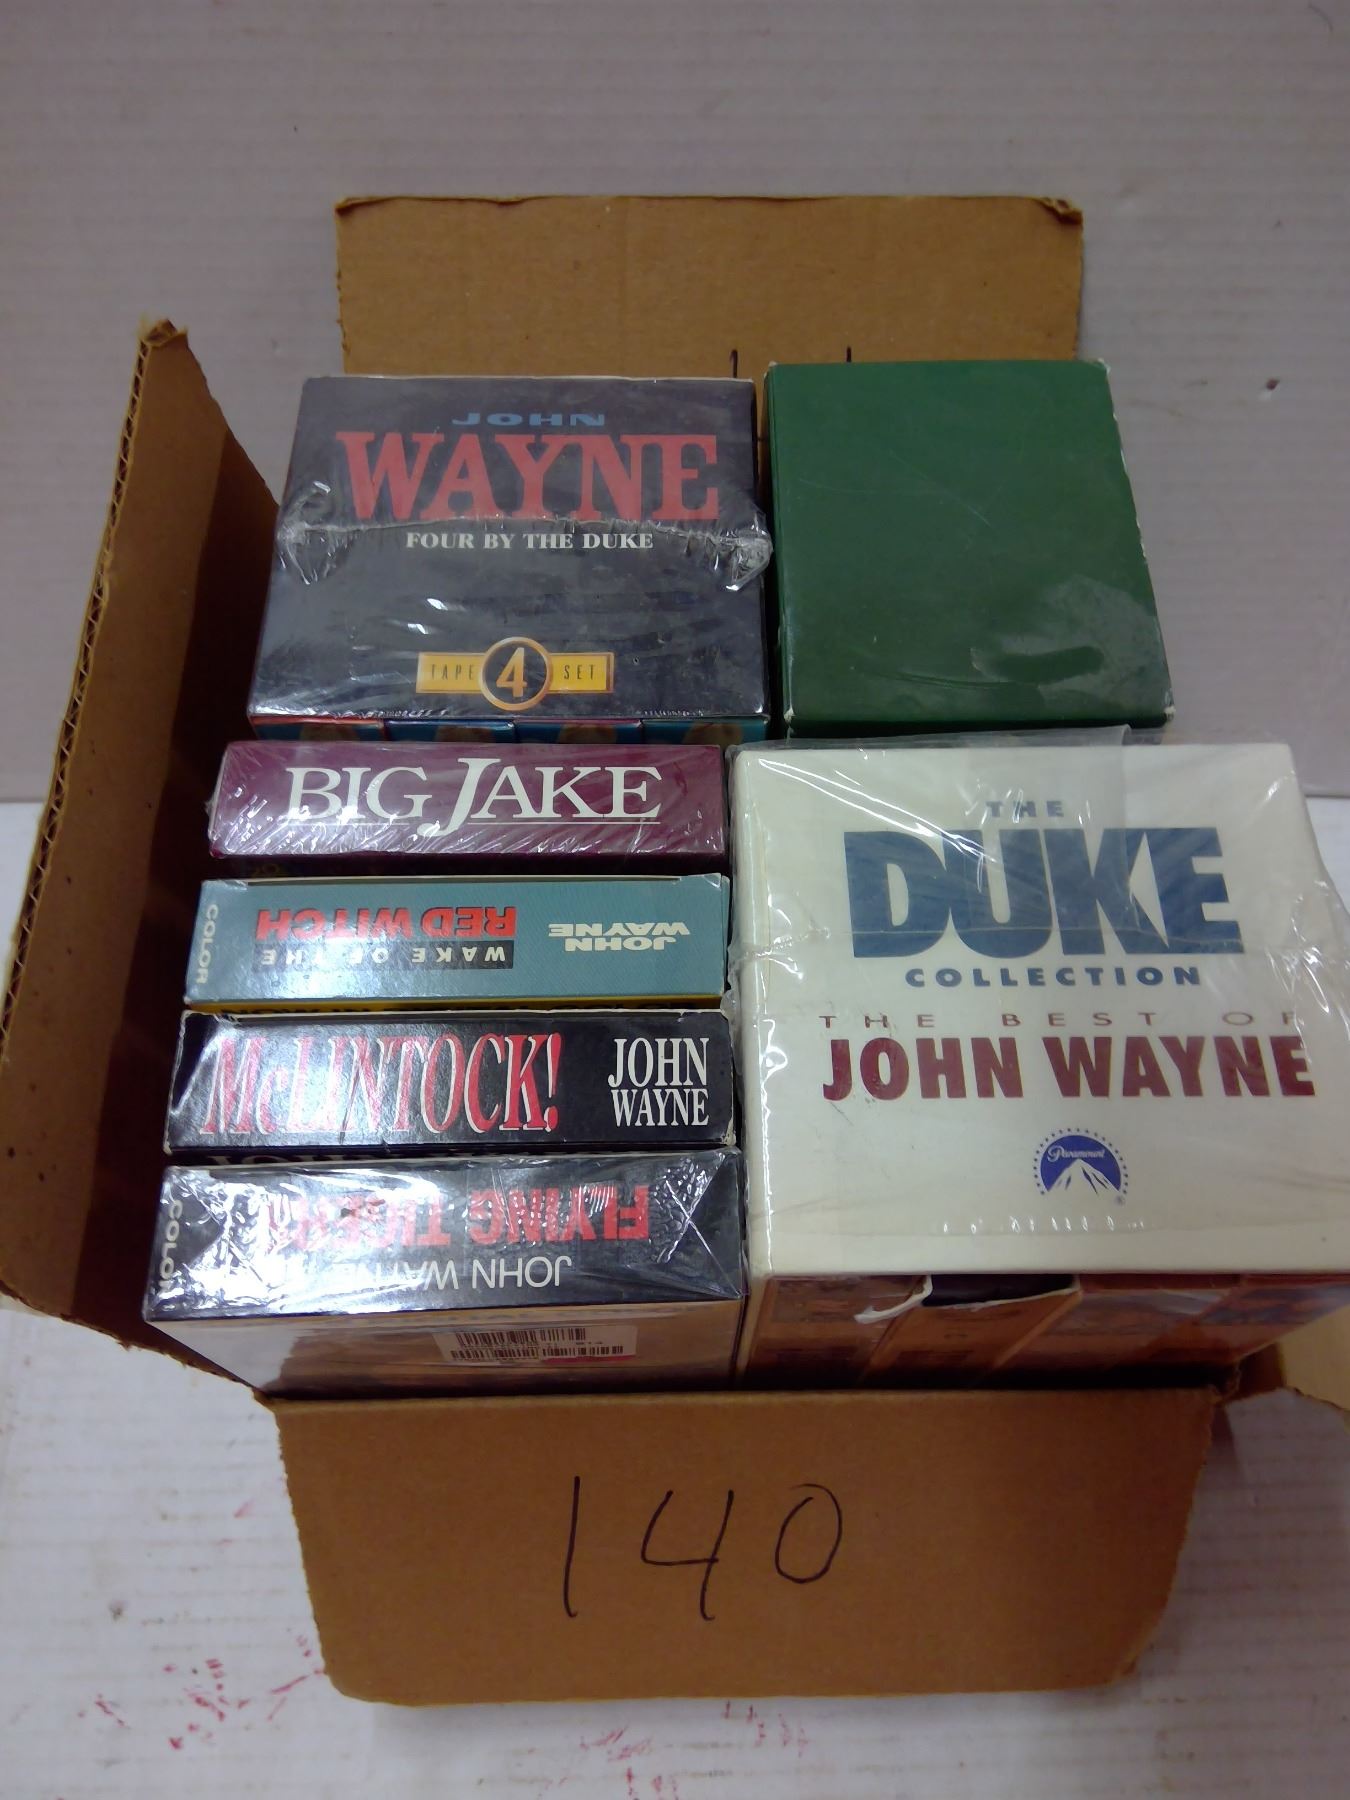 JOHN
WAYNE
FOUR BY THE DUKE
TAPE 4 SET
BIG JAKE
COLOR
WAKE OF THE
RED WITCH
JOHN
WAYNE
McLINTOCK!
JOHN
WAYNE
FLYING TIGERS
JOHN WAYNE
COLOR
THE
DUKE
COLLECTION
THE BEST OF
JOHN WAYNE
Paramount
140